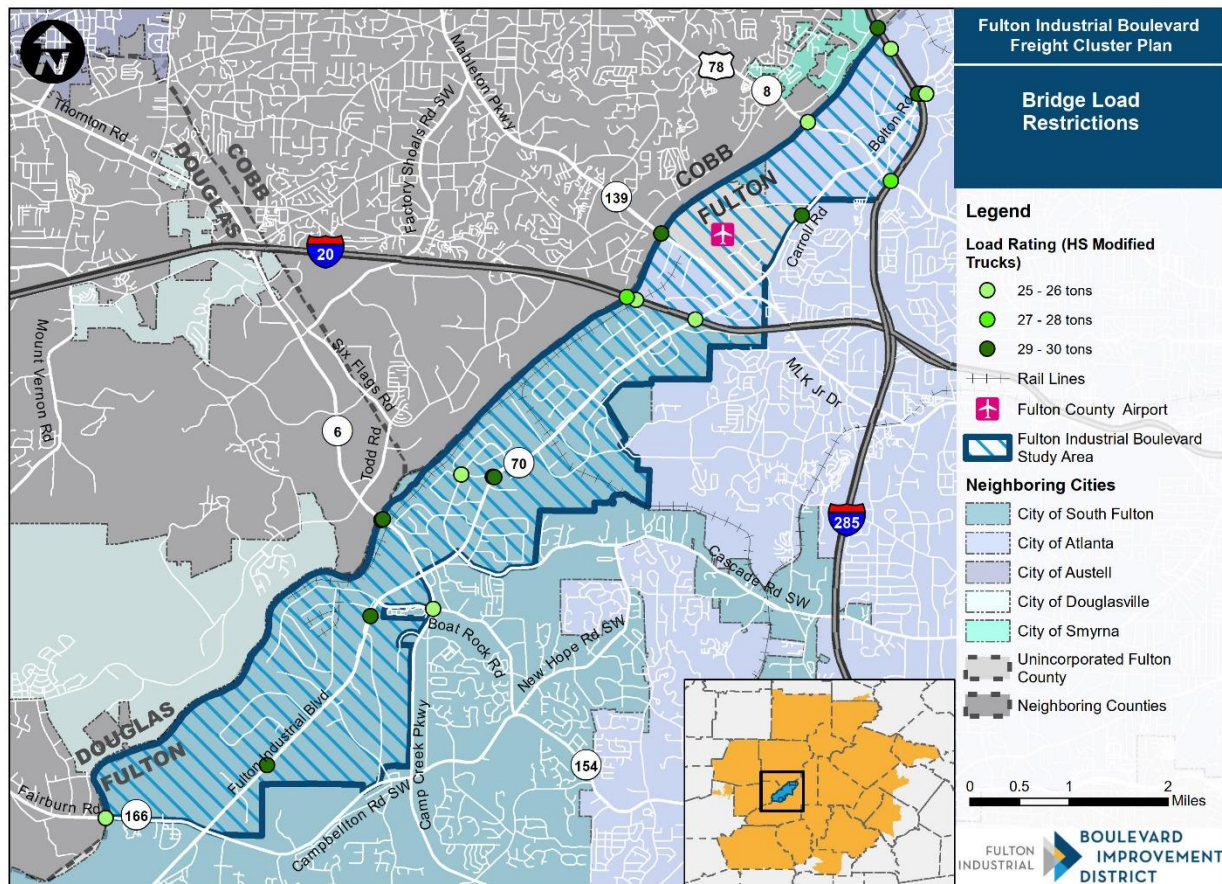 Fulton Industrial Boulevard
Freight Cluster Plan
Bridge Load
Restrictions
N
Thornton Rd
DOUGLAS
COBB
Factory Shoals Rd SW
Mableton Pkwy
78
8
Bolton Rd
COBB
FULTON
139
20
Carroll Rd
Mount Vernon Rd
Six Flags Rd
MLK Jr Dr
6
Todd Rd
70
285
Cascade Rd SW
Boat Rock Rd
New Hope Rd SW
DOUGLAS
FULTON
Fulton Industrial Blvd
Camp Creek Pkwy
154
Fairburn Rd
166
Campbellton Rd SW
Legend
Load Rating (HS Modified
Trucks)
25 - 26 tons
27 - 28 tons
29 - 30 tons
Rail Lines
Fulton County Airport
Fulton Industrial Boulevard
Study Area
Neighboring Cities
City of South Fulton
City of Atlanta
City of Austell
City of Douglasville
City of Smyrna
Unincorporated Fulton
County
Neighboring Counties
0 0.5 1 2
Miles
FULTON
INDUSTRIAL
BOULEVARD
IMPROVEMENT
DISTRICT